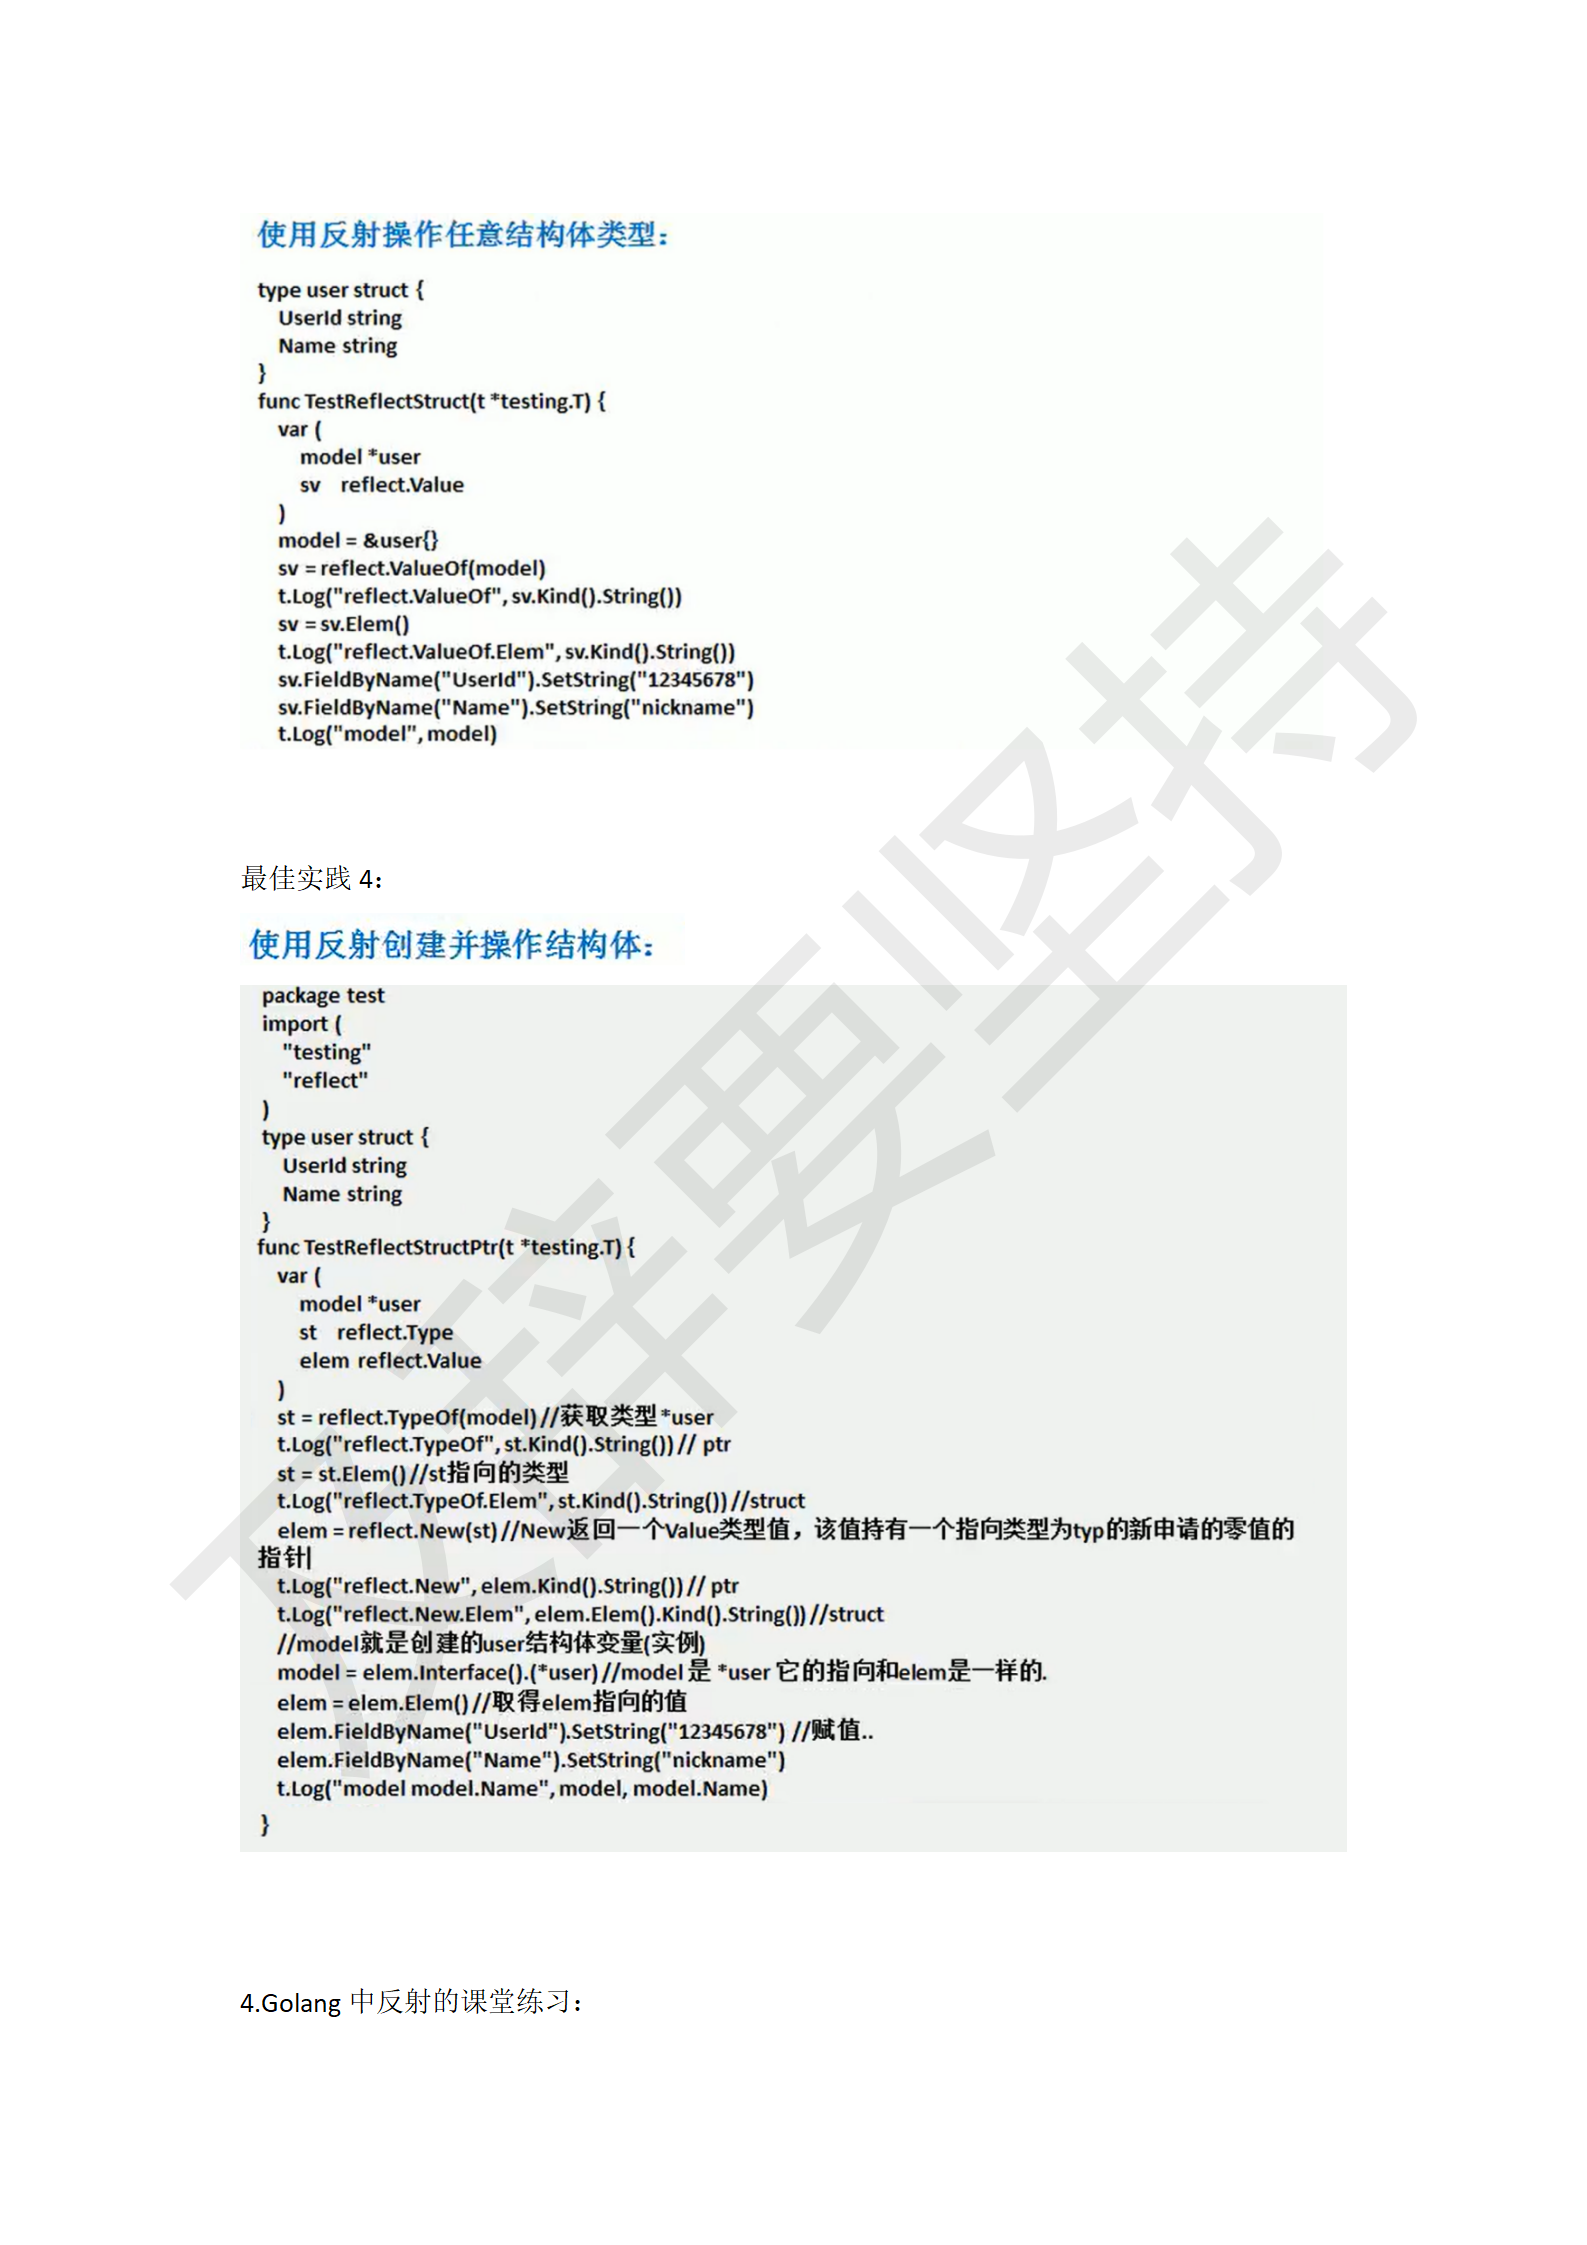 使用反射操作任意结构体类型：
type user struct {
UserId string
Name string
}
func TestReflectStruct(t *testing.T) {
var (
model *user
sv reflect.Value
)
model = &user{}
sv = reflect.ValueOf(model)
t.Log("reflect.ValueOf", sv.Kind().String())
sv = sv.Elem()
t.Log("reflect.ValueOf.Elem", sv.Kind().String())
sv.FieldByName("UserId").SetString("12345678")
sv.FieldByName("Name").SetString("nickname")
t.Log("model", model)
最佳实践 4：
使用反射创建并操作结构体：
package test
import (
"testing"
"reflect"
)
type user struct {
UserId string
Name string
}
func TestReflectStructPtr(t *testing.T) {
var (
model *user
st reflect.Type
elem reflect.Value
)
st = reflect.TypeOf(model) //获取类型 *user
t.Log("reflect.TypeOf", st.Kind().String()) // ptr
st = st.Elem() //st指向的类型
t.Log("reflect.TypeOf.Elem", st.Kind().String()) //struct
elem = reflect.New(st) //New返回一个Value类型值，该值持有一个指向类型为typ的新申请的零值的
指针
t.Log("reflect.New", elem.Kind().String()) // ptr
t.Log("reflect.New.Elem", elem.Elem().Kind().String()) //struct
//model就是创建的user结构体变量(实例)
model = elem.Interface().(*user) //model 是 *user 它的指向和elem是一样的.
elem = elem.Elem() //取得elem指向的值
elem.FieldByName("UserId").SetString("12345678") //赋值..
elem.FieldByName("Name").SetString("nickname")
t.Log("model model.Name", model, model.Name)
}
4.Golang 中反射的课堂练习：
及辞要坚持